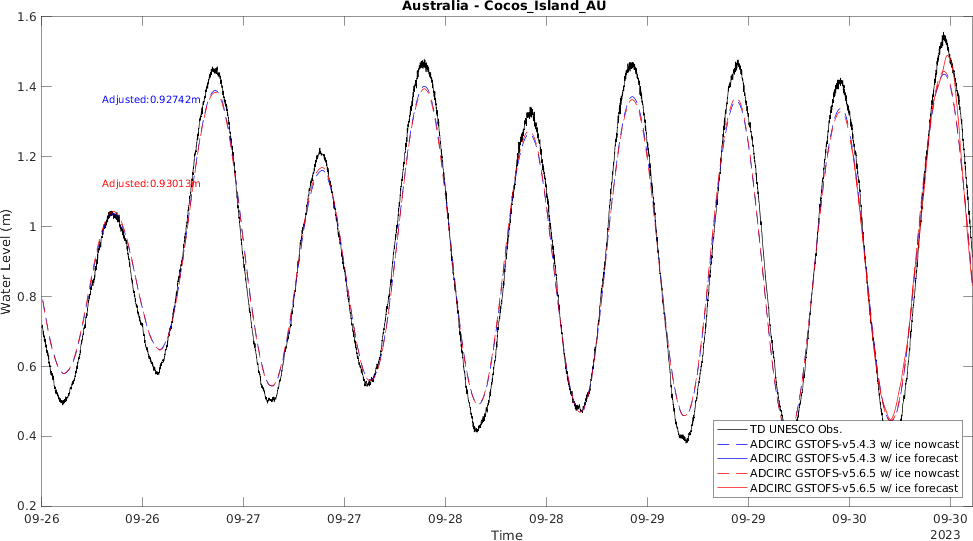 Australia - Cocos_Island_AU
1.6
1.4
1.2
1
0.8
0.6
0.4
0.2
Water Level (m)
Adjusted:0.92742m
Adjusted:0.93013m
TD UNESCO Obs.
ADCIRC GSTOFS-v5.4.3 w/ ice nowcast
ADCIRC GSTOFS-v5.4.3 w/ ice forecast
ADCIRC GSTOFS-v5.6.5 w/ ice nowcast
ADCIRC GSTOFS-v5.6.5 w/ ice forecast
09-26 09-26 09-27 09-27 09-28 09-28 09-29 09-29 09-30 09-30
2023
Time